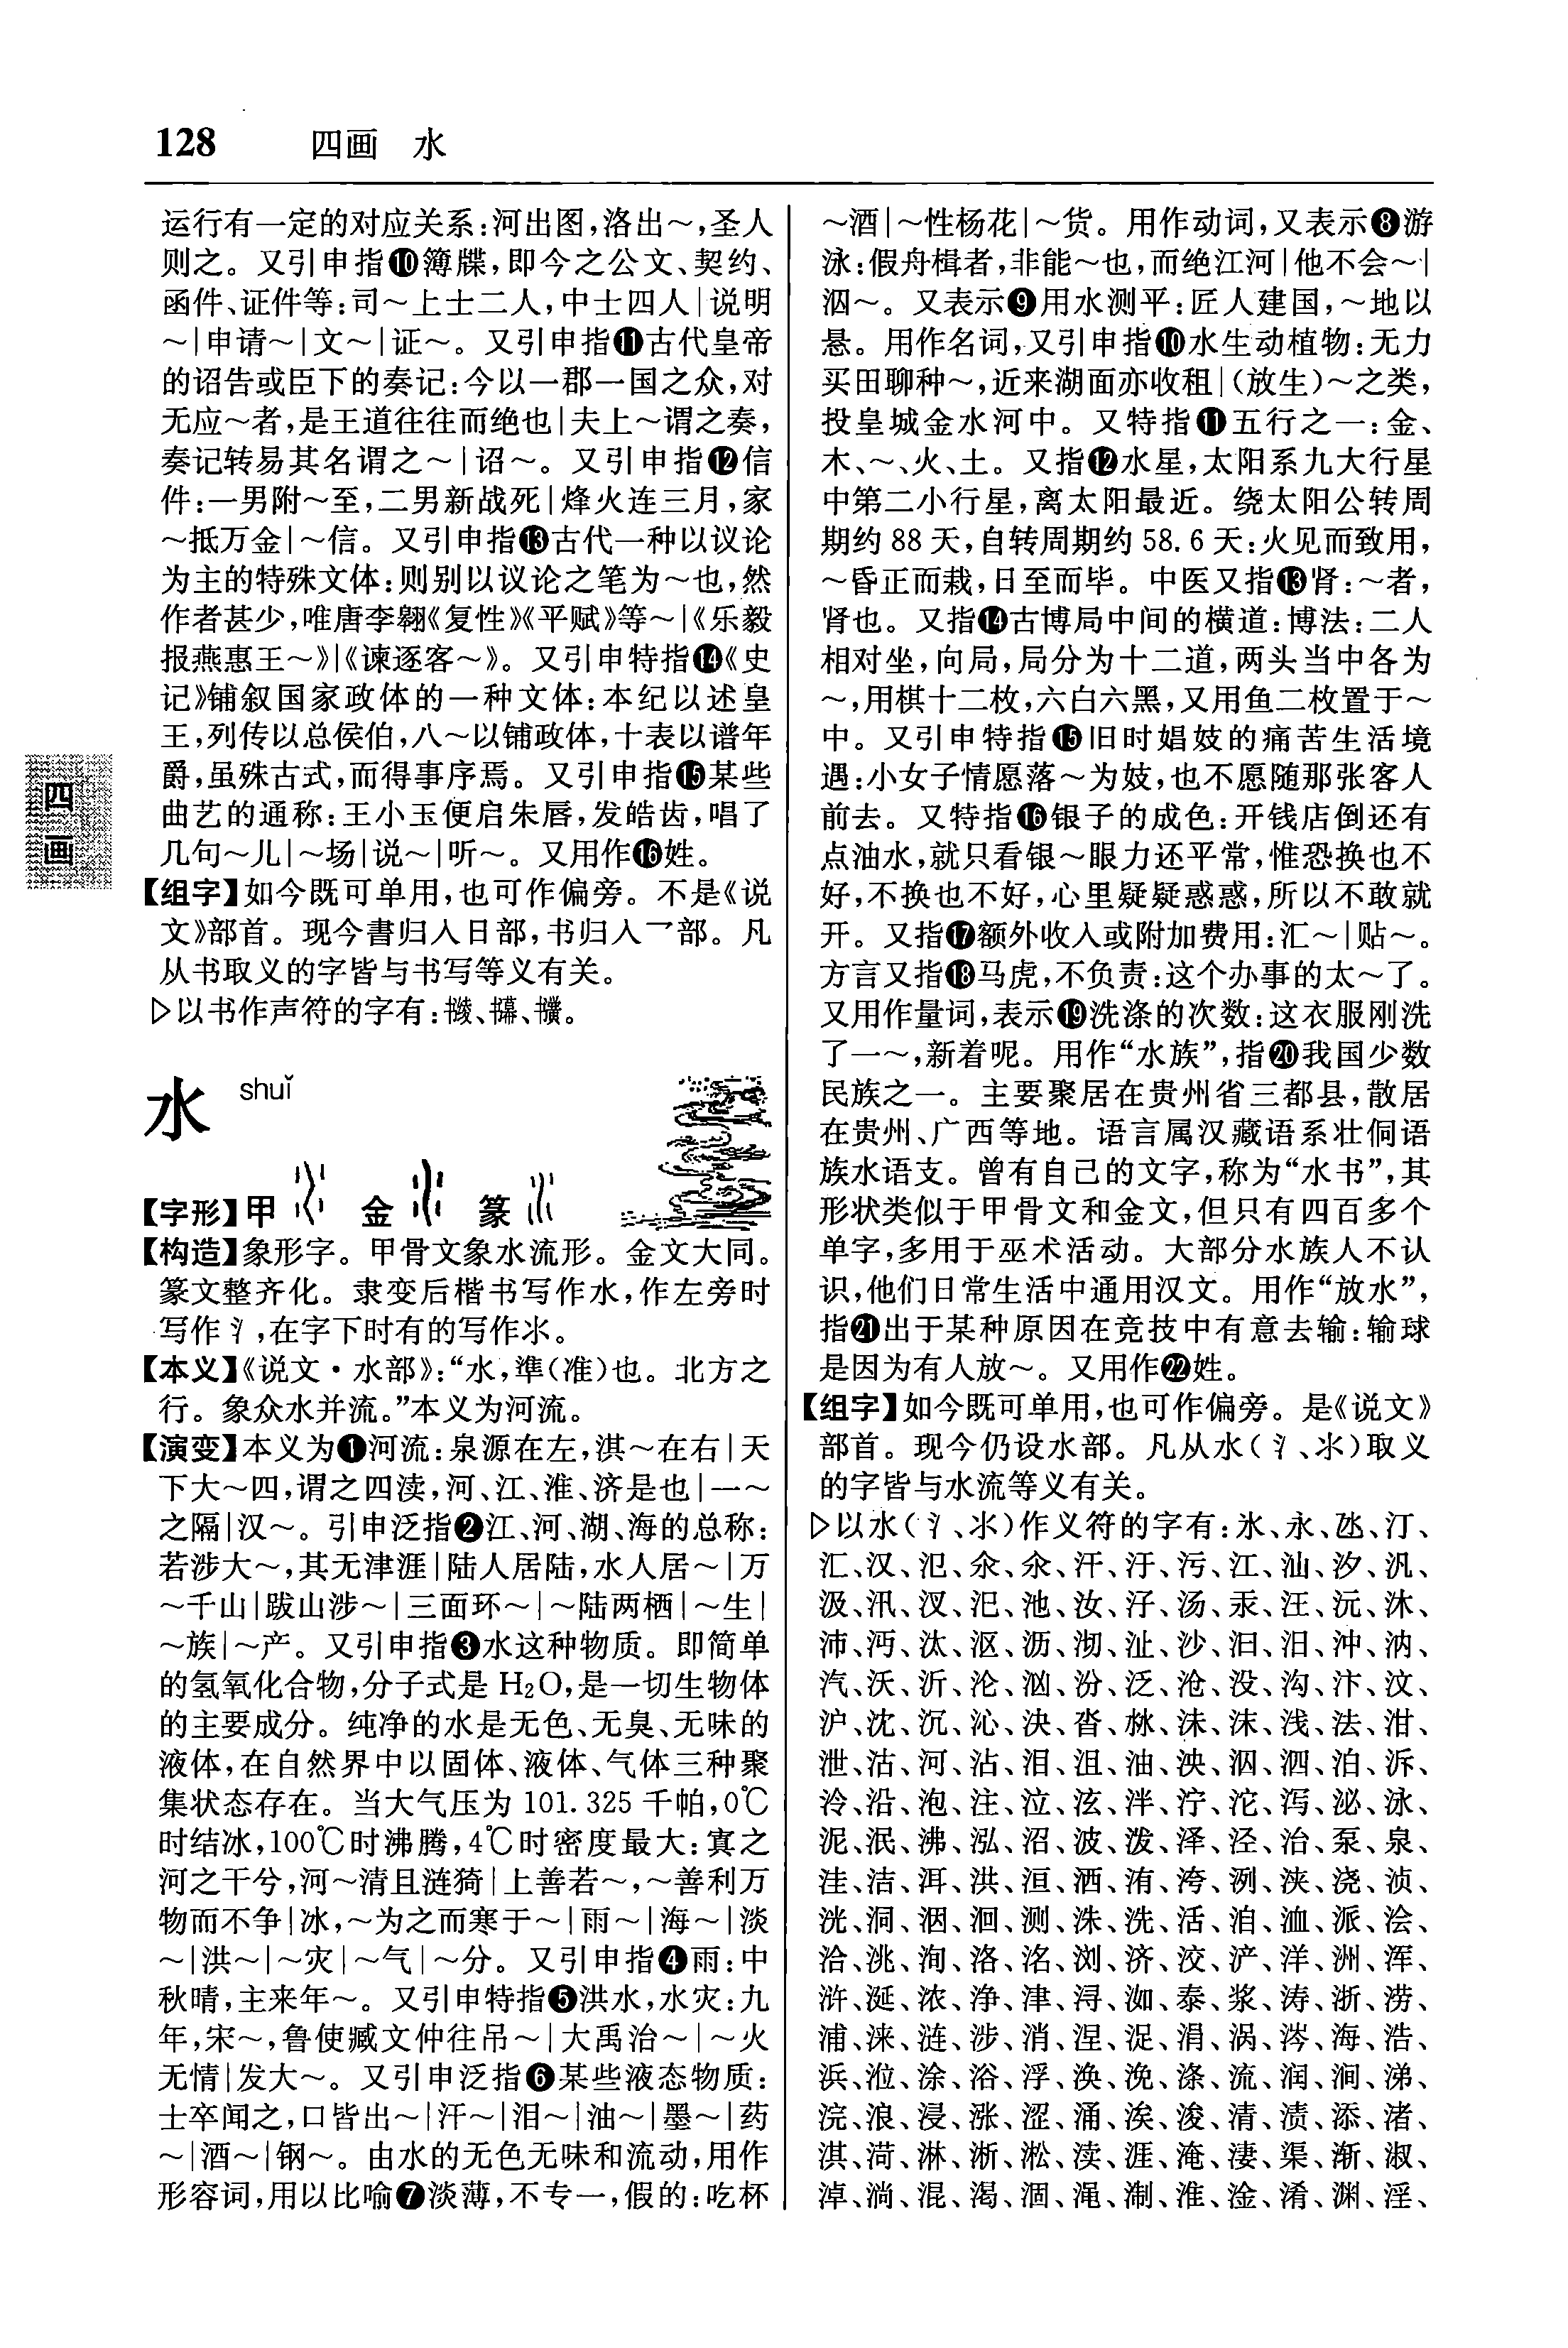 128 四画 水
运行有一定的对应关系:河出图,洛出～,圣人
则之。又引申指❿簿牒,即今之公文、契约、
函件、证件等:司～上士二人,中士四人|说明
～|申请～|文～|证～。又引申指⓫古代皇帝
的诏告或臣下的奏记:今以一郡一国之众,对
无应～者,是王道往往而绝也|夫上～谓之奏,
奏记转易其名谓之～|诏～。又引申指⓬信
件:一男附～至,二男新战死|烽火连三月,家
～抵万金|～信。又引申指⓭古代一种以议论
为主的特殊文体:则别以议论之笔为～也,然
作者甚少,唯唐李翱《复性》《平赋》等～|《乐毅
报燕惠王～》|《谏逐客～》。又引申特指⓮《史
记》铺叙国家政体的一种文体:本纪以述皇
王,列传以总侯伯,八～以铺政体,十表以谱年
爵,虽殊古式,而得事序焉。又引申指⓯某些
曲艺的通称:王小玉便启朱唇,发皓齿,唱了
几句～儿|～场|说～|听～。又用作⓰姓。
【组字】如今既可单用,也可作偏旁。不是《说
文》部首。现今書归入日部,书归入乛部。凡
从书取义的字皆与书写等义有关。
▷以书作声符的字有:
水 shuǐ
【字形】甲 金 篆
【构造】象形字。甲骨文象水流形。金文大同。
篆文整齐化。隶变后楷书写作水,作左旁时
写作氵,在字下时有的写作氺。
【本义】《说文·水部》:“水,準(准)也。北方之
行。象众水并流。”本义为河流。
【演变】本义为❶河流:泉源在左,淇～在右|天
下大～四,谓之四渎,河、江、淮、济是也|一～
之隔|汉～。引申泛指❷江、河、湖、海的总称:
若涉大～,其无津涯|陆人居陆,水人居～|万
～千山|跋山涉～|三面环～|～陆两栖|～生|
～族|～产。又引申指❸水这种物质。即简单
的氢氧化合物,分子式是H₂O,是一切生物体
的主要成分。纯净的水是无色、无臭、无味的
液体,在自然界中以固体、液体、气体三种聚
集状态存在。当大气压为101.325千帕,0℃
时结冰,100℃时沸腾,4℃时密度最大:寘之
河之干兮,河～清且涟猗|上善若～,～善利万
物而不争|冰,～为之而寒于～|雨～|海～|淡
～|洪～|～灾|～气|～分。又引申指❹雨:中
秋晴,主来年～。又引申特指❺洪水,水灾:九
年,宋～,鲁使臧文仲往吊～|大禹治～|～火
无情|发大～。又引申泛指❻某些液态物质:
士卒闻之,口皆出～|汗～|泪～|油～|墨～|药
～|酒～|钢～。由水的无色无味和流动,用作
形容词,用以比喻❼淡薄,不专一,假的:吃杯
～酒|～性杨花|～货。用作动词,又表示❽游
泳:假舟楫者,非能～也,而绝江河|他不会～|
泅～。又表示❾用水测平:匠人建国,～地以
悬。用作名词,又引申指❿水生动植物:无力
买田聊种～,近来湖面亦收租|(放生)～之类,
投皇城金水河中。又特指⓫五行之一:金、
木、～、火、土。又指⓬水星,太阳系九大行星
中第二小行星,离太阳最近。绕太阳公转周
期约88天,自转周期约58.6天:火见而致用,
～昏正而栽,日至而毕。中医又指⓭肾:～者,
肾也。又指⓮古博局中间的横道:博法:二人
相对坐,向局,局分为十二道,两头当中各为
～,用棋十二枚,六白六黑,又用鱼二枚置于～
中。又引申特指⓯旧时娼妓的痛苦生活境
遇:小女子情愿落～为妓,也不愿随那张客人
前去。又特指⓰银子的成色:开钱店倒还有
点油水,就只看银～眼力还平常,惟恐换也不
好,不换也不好,心里疑疑惑惑,所以不敢就
开。又指⓱额外收入或附加费用:汇～|贴～。
方言又指⓲马虎,不负责:这个办事的太～了。
又用作量词,表示⓳洗涤的次数:这衣服刚洗
了一～,新着呢。用作“水族”,指⓴我国少数
民族之一。主要聚居在贵州省三都县,散居
在贵州、广西等地。语言属汉藏语系壮侗语
族水语支。曾有自己的文字,称为“水书”,其
形状类似于甲骨文和金文,但只有四百多个
单字,多用于巫术活动。大部分水族人不认
识,他们日常生活中通用汉文。用作“放水”,
指㉑出于某种原因在竞技中有意去输:输球
是因为有人放～。又用作㉒姓。
【组字】如今既可单用,也可作偏旁。是《说文》
部首。现今仍设水部。凡从水(氵、氺)取义
的字皆与水流等义有关。
▷以水(氵、氺)作义符的字有:氷、永、氹、汀、
汇、汉、氾、汆、氽、汗、汙、污、江、汕、汐、汎、
汲、汛、汊、汜、池、汝、汓、汤、汞、汪、沅、沐、
沛、沔、汰、沤、沥、沏、沚、沙、汩、汨、冲、汭、
汽、沃、沂、沦、汹、汾、泛、沧、没、沟、汴、汶、
沪、沈、沉、沁、泱、沓、沝、沬、沫、浅、法、泔、
泄、沽、河、沾、泪、沮、油、泱、泅、泗、泊、泝、
泠、沿、泡、注、泣、泫、泮、泞、沱、泻、泌、泳、
泥、泯、沸、泓、沼、波、泼、泽、泾、治、泵、泉、
洼、洁、洱、洪、洹、洒、洧、洿、洌、浃、浇、浈、
洸、洞、洇、洄、测、洙、洗、活、洎、洫、派、浍、
洽、洮、洵、洛、洺、浏、济、洨、浐、洋、洲、浑、
浒、涎、浓、净、津、浔、洳、泰、浆、涛、浙、涝、
浦、涞、涟、涉、消、涅、浞、涓、涡、涔、海、浩、
浜、涖、涂、浴、浮、涣、浼、涤、流、润、涧、涕、
浣、浪、浸、涨、涩、涌、涘、浚、清、渍、添、渚、
淇、菏、淋、淅、淞、渎、涯、淹、淒、渠、渐、淑、
淖、淌、混、渴、涸、渑、淛、淮、淦、淆、渊、淫、
四画